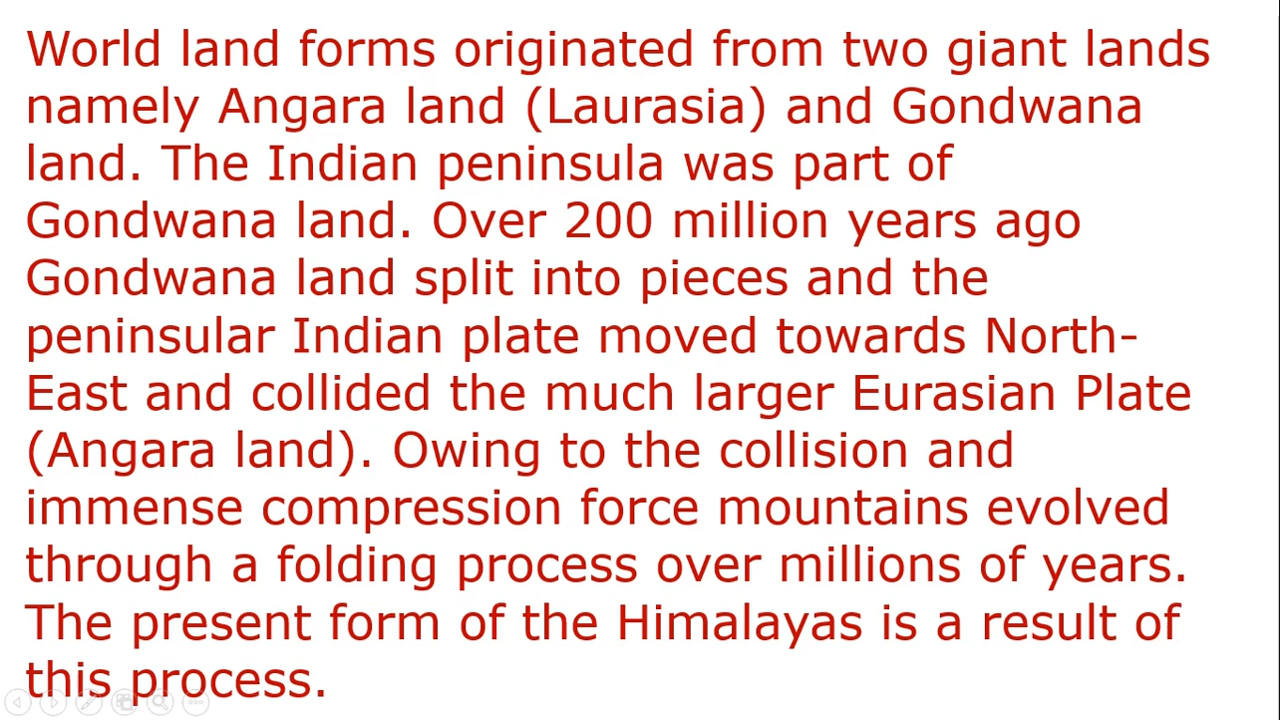 World land forms originated from two giant lands
namely Angara land (Laurasia) and Gondwana
land. The Indian peninsula was part of
Gondwana land. Over 200 million years ago
Gondwana land split into pieces and the
peninsular Indian plate moved towards North-
East and collided the much larger Eurasian Plate
(Angara land). Owing to the collision and
immense compression force mountains evolved
through a folding process over millions of years.
The present form of the Himalayas is a result of
this process.